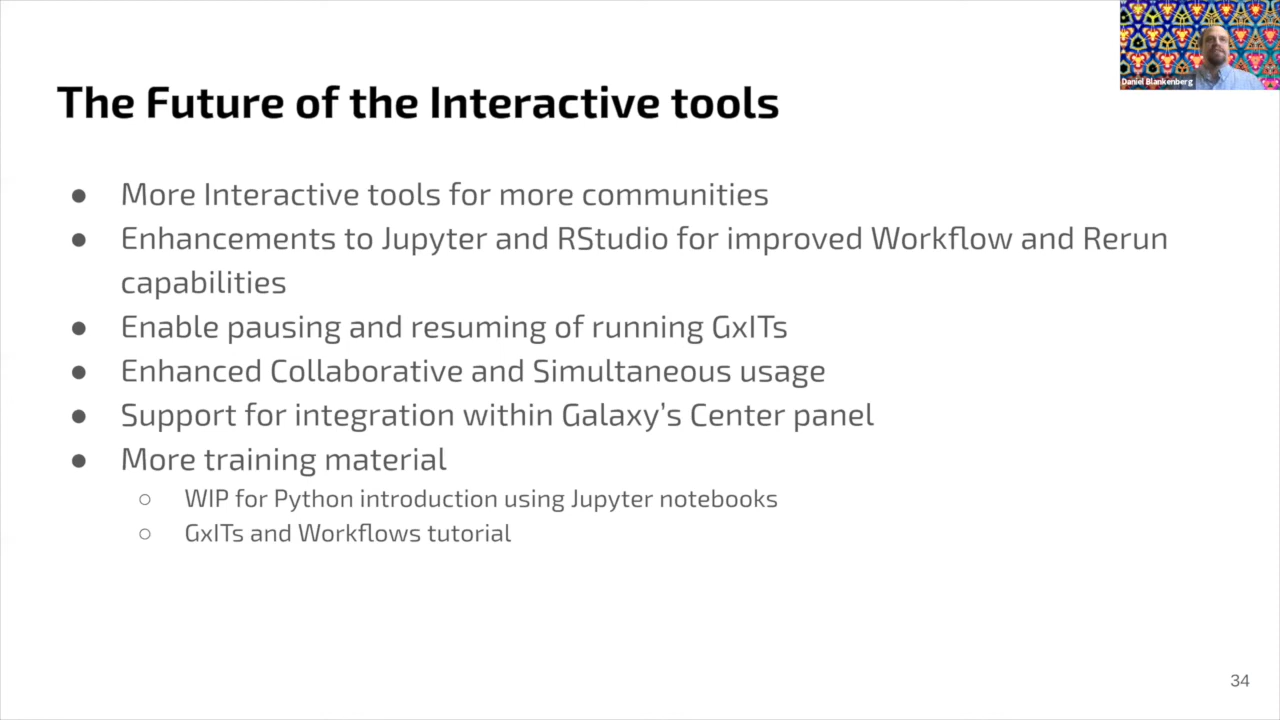 Daniel Blankenberg
The Future of the Interactive tools
● More Interactive tools for more communities
● Enhancements to Jupyter and RStudio for improved Workflow and Rerun
capabilities
● Enable pausing and resuming of running GxITs
● Enhanced Collaborative and Simultaneous usage
● Support for integration within Galaxy’s Center panel
● More training material
○ WIP for Python introduction using Jupyter notebooks
○ GxITs and Workflows tutorial
34